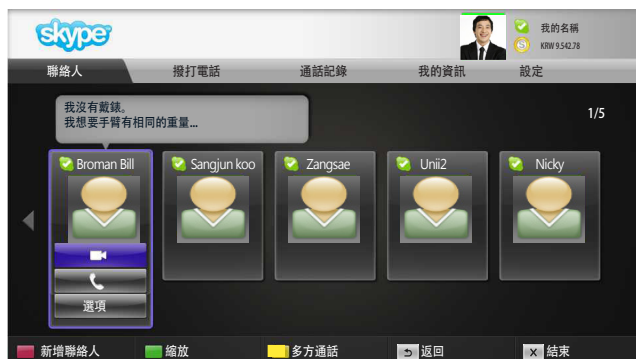 skype
我的名稱
KRW 9.542.78
聯絡人 撥打電話 通話記錄 我的資訊 設定
我沒有戴錶。
我想要手臂有相同的重量...
1/5
Broman Bill Sangjun koo Zangsae Unii2 Nicky
選項
新增聯絡人 縮放 多方通話 返回 X 結束